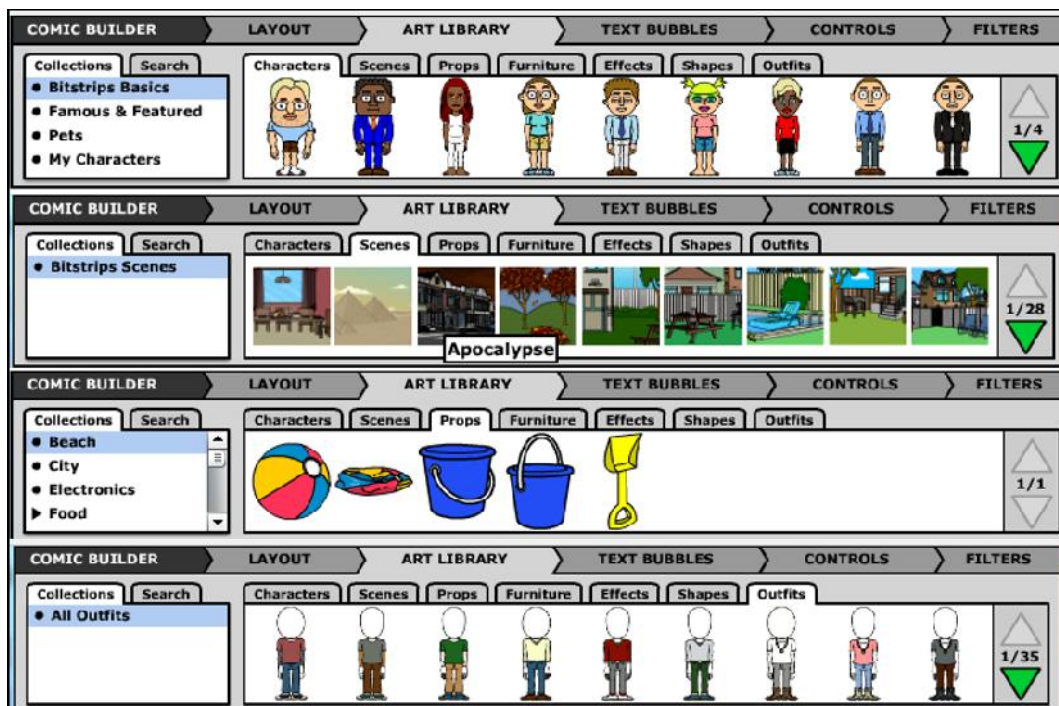 COMIC BUILDER LAYOUT ART LIBRARY TEXT BUBBLES CONTROLS FILTERS
Collections Search Characters Scenes Props Furniture Effects Shapes Outfits
Bitstrips Basics
Famous & Featured
Pets
My Characters
1/4
COMIC BUILDER LAYOUT ART LIBRARY TEXT BUBBLES CONTROLS FILTERS
Collections Search Characters Scenes Props Furniture Effects Shapes Outfits
Bitstrips Scenes
1/28
Apocalypse
COMIC BUILDER LAYOUT ART LIBRARY TEXT BUBBLES CONTROLS FILTERS
Collections Search Characters Scenes Props Furniture Effects Shapes Outfits
Beach
City
Electronics
Food
1/1
COMIC BUILDER LAYOUT ART LIBRARY TEXT BUBBLES CONTROLS FILTERS
Collections Search Characters Scenes Props Furniture Effects Shapes Outfits
All Outfits
1/35